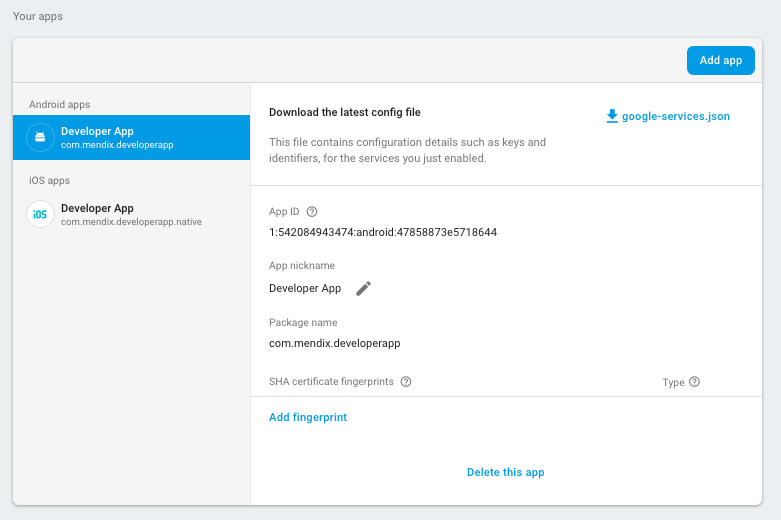 Your apps
Add app
Android apps
Developer App
com.mendix.developerapp
iOS apps
iOS
Developer App
com.mendix.developerapp.native
Download the latest config file
google-services.json
This file contains configuration details such as keys and
identifiers, for the services you just enabled.
App ID ?
1:542084943474:android:47858873e5718644
App nickname
Developer App
Package name
com.mendix.developerapp
SHA certificate fingerprints ? Type ?
Add fingerprint
Delete this app